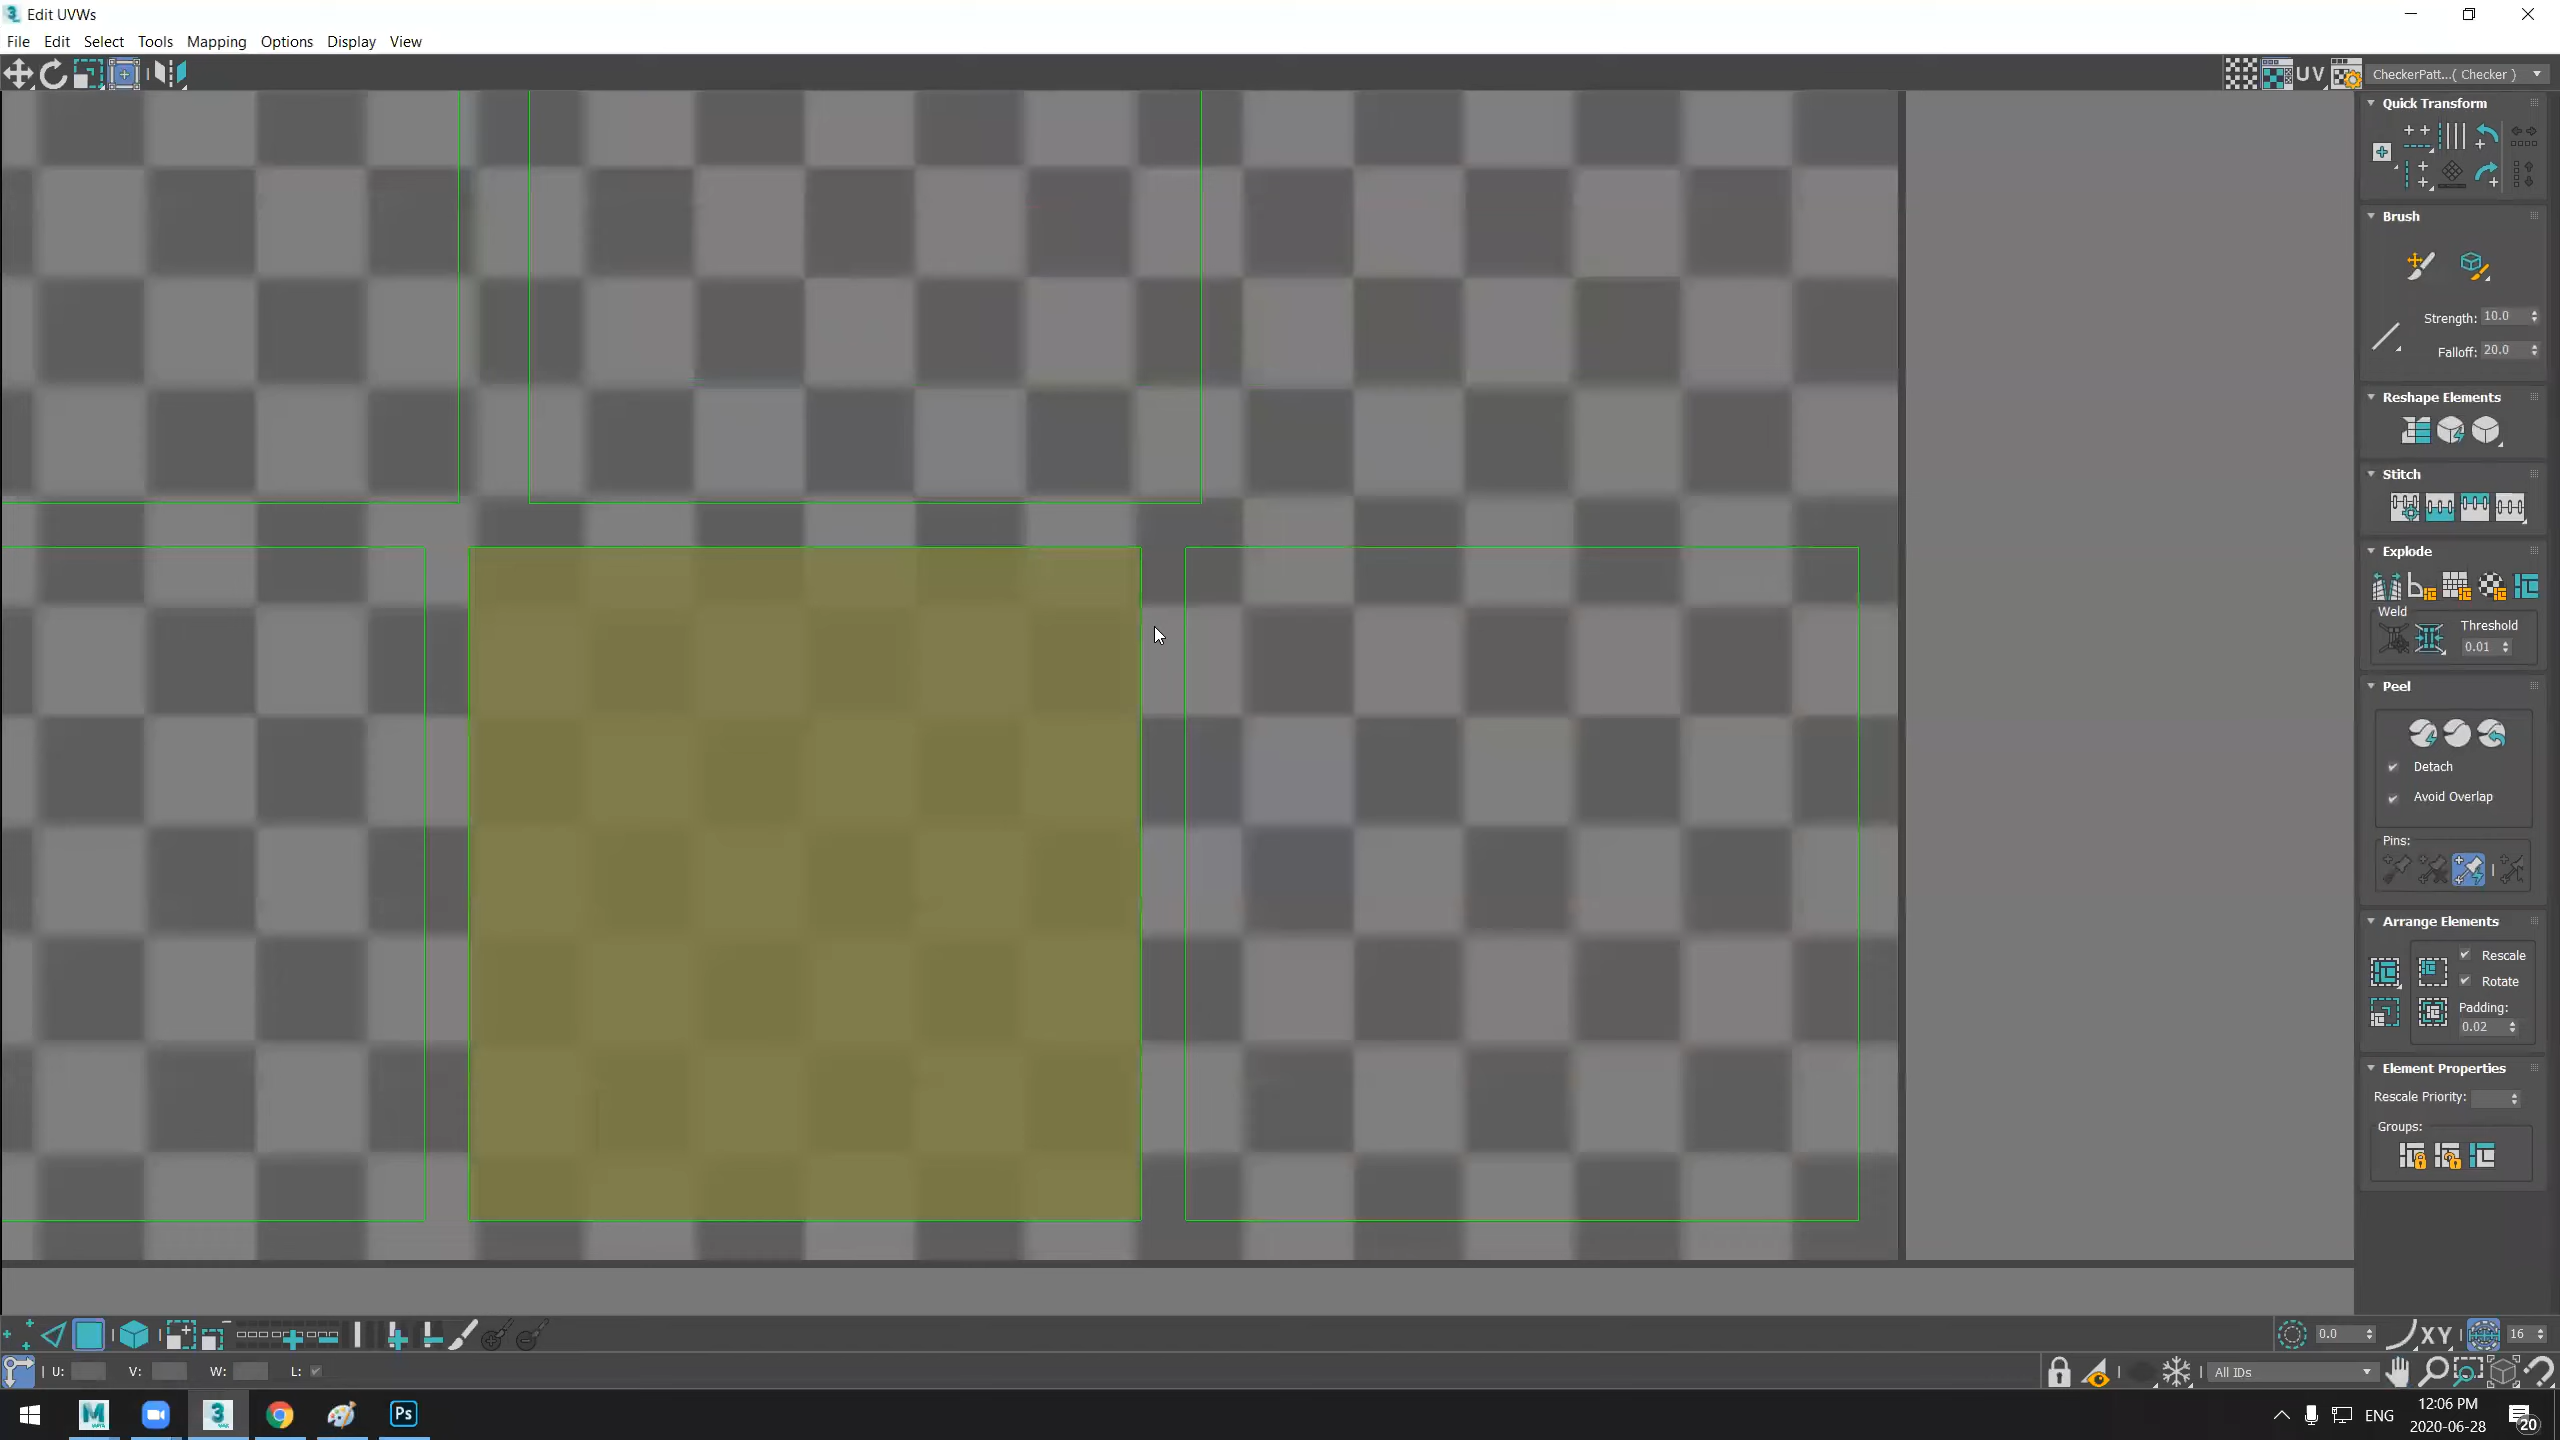 3 Edit UVWs
File Edit Select Tools Mapping Options Display View
UV CheckerPatt...( Checker )
Quick Transform
Brush
Strength: 10.0
Falloff: 20.0
Reshape Elements
Stitch
Explode
Weld
Threshold
0.01
Peel
Detach
Avoid Overlap
Pins:
Arrange Elements
Rescale
Rotate
Padding:
0.02
Element Properties
Rescale Priority:
Groups:
0.0 XY 16
U: V: W: L: All IDs
M 3 Ps ENG 12:06 PM
2020-06-28 20